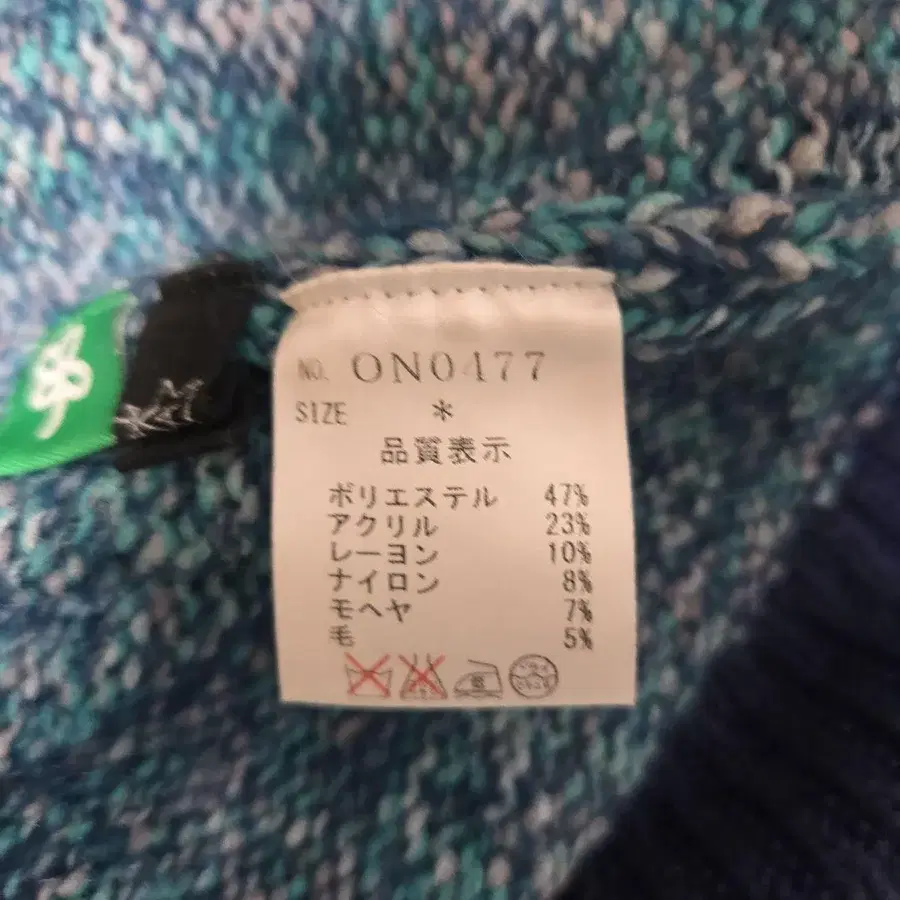 NO. ON0477
SIZE *
品質表示
ポリエステル 47%
アクリル 23%
レーヨン 10%
ナイロン 8%
モヘヤ 7%
毛 5%